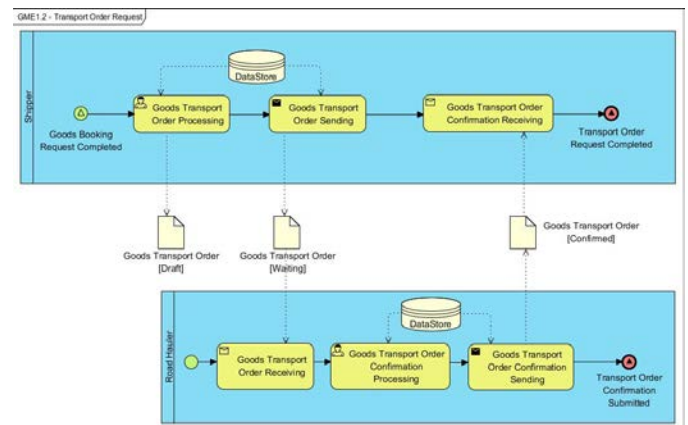 GME1.2 - Transport Order Request
Shipper
DataStore
Goods Transport
Order Processing
Goods Transport
Order Sending
Goods Transport Order
Confirmation Receiving
Goods Booking
Request Completed
Transport Order
Request Completed
Goods Transport Order
[Draft]
Goods Transport Order
[Waiting]
Goods Transport Order
[Confirmed]
Road Hauler
DataStore
Goods Transport
Order Receiving
Goods Transport Order
Confirmation
Processing
Goods Transport
Order Confirmation
Sending
Transport Order
Confirmation
Submitted